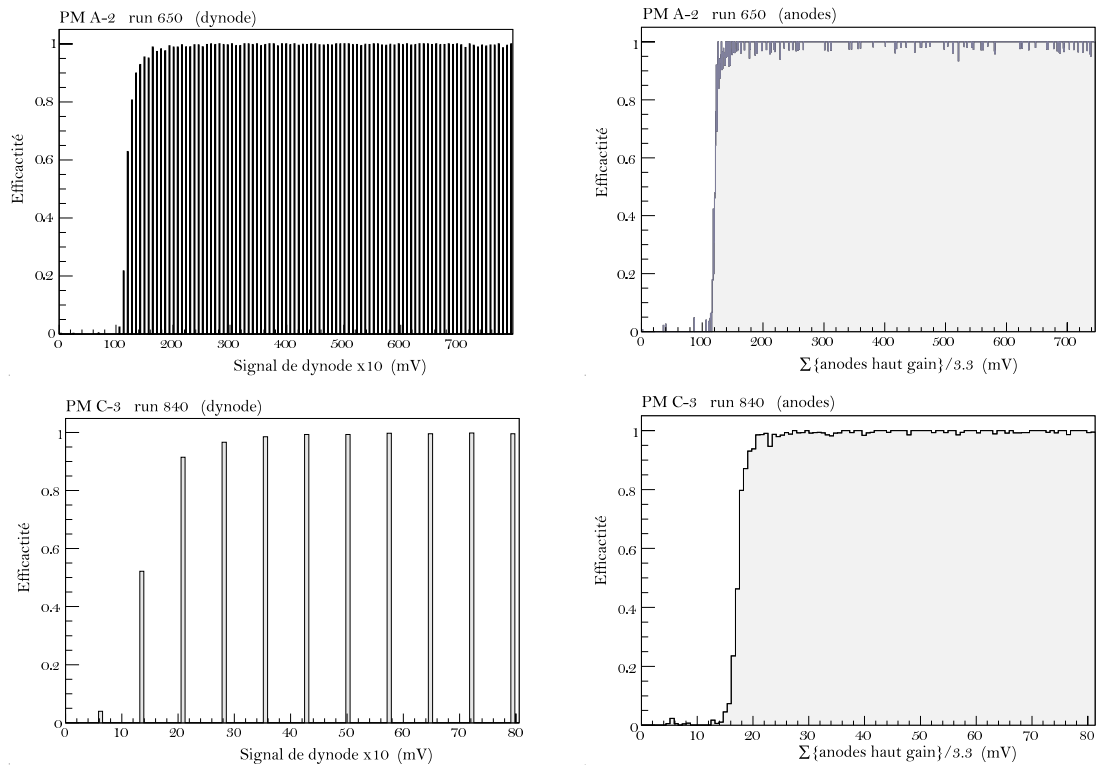 PM A-2 run 650 (dynode)
1
0.8
0.6
0.4
0.2
0
Efficactité
0 100 200 300 400 500 600 700
Signal de dynode x10 (mV)
PM A-2 run 650 (anodes)
1
0.8
0.6
0.4
0.2
0
Efficactité
0 100 200 300 400 500 600 700
Σ{anodes haut gain}/3.3 (mV)
PM C-3 run 840 (dynode)
1
0.8
0.6
0.4
0.2
0
Efficactité
0 10 20 30 40 50 60 70 80
Signal de dynode x10 (mV)
PM C-3 run 840 (anodes)
1
0.8
0.6
0.4
0.2
0
Efficactité
0 10 20 30 40 50 60 70 80
Σ{anodes haut gain}/3.3 (mV)